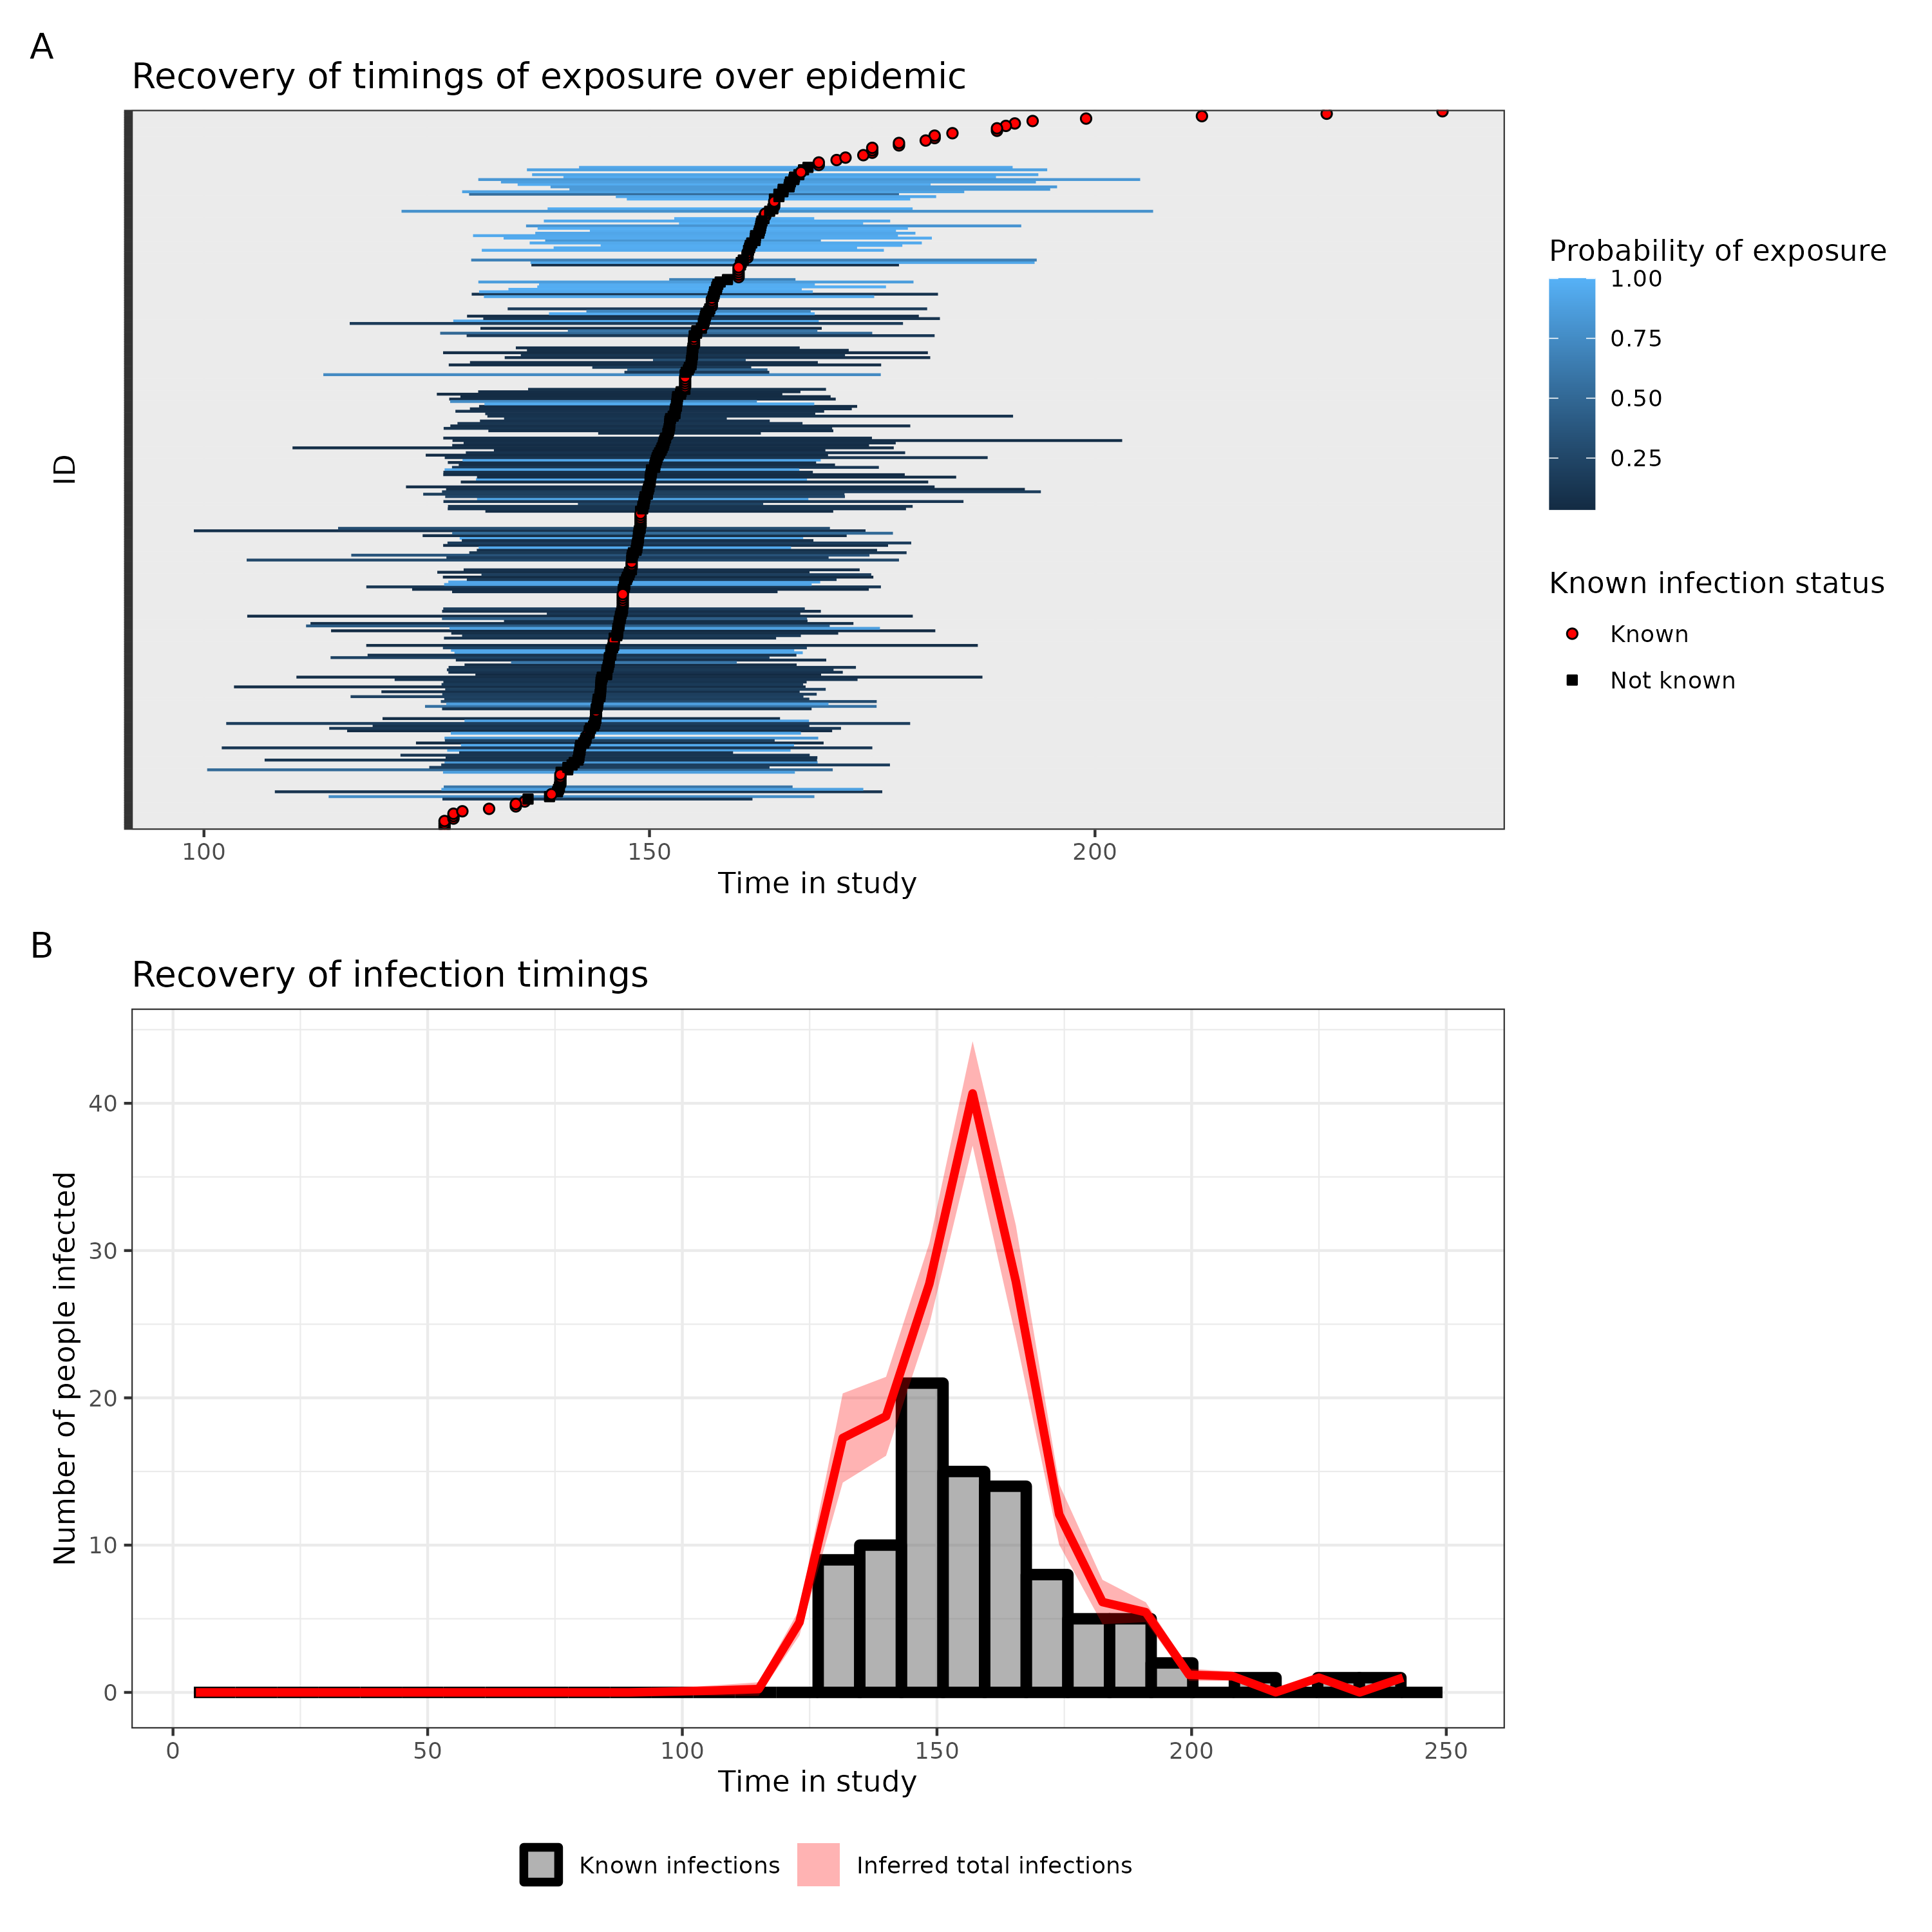 A
Recovery of timings of exposure over epidemic
ID
100 150 200
Time in study
Probability of exposure
1.00
0.75
0.50
0.25
Known infection status
Known
Not known
B
Recovery of infection timings
Number of people infected
40
30
20
10
0
0 50 100 150 200 250
Time in study
Known infections Inferred total infections